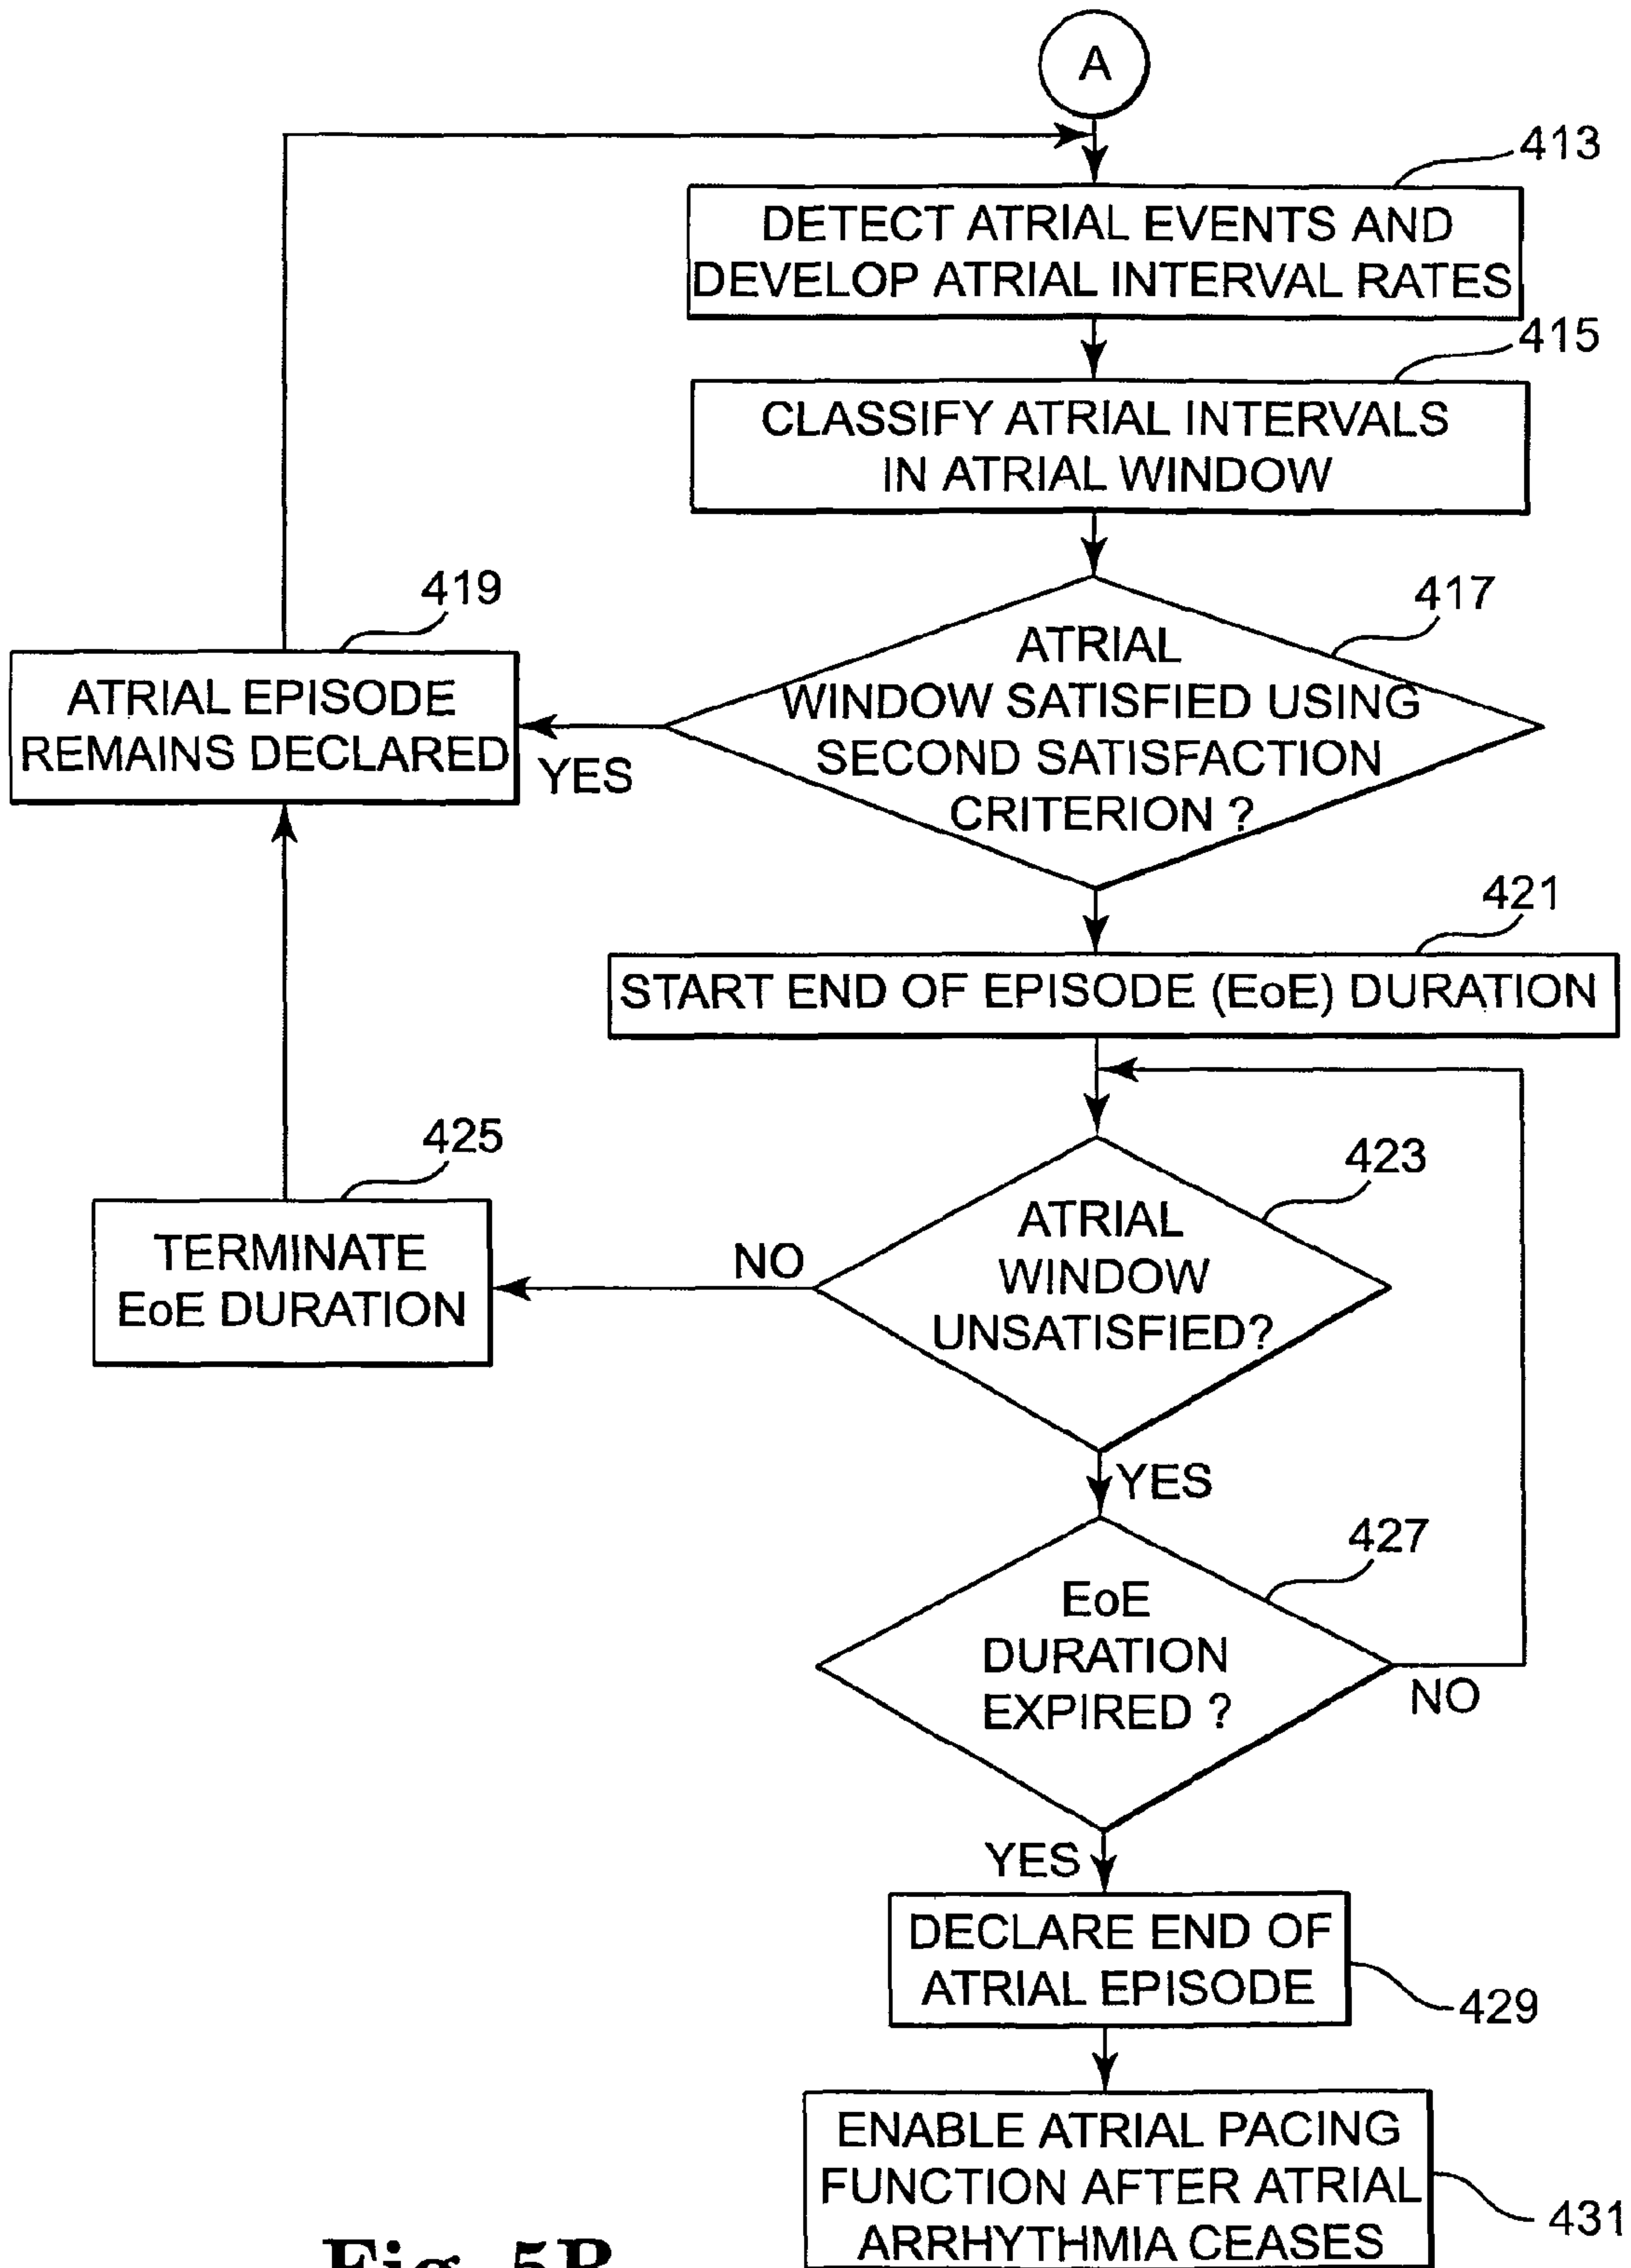 A
413
DETECT ATRIAL EVENTS AND
DEVELOP ATRIAL INTERVAL RATES
415
CLASSIFY ATRIAL INTERVALS
IN ATRIAL WINDOW
417
ATRIAL
WINDOW SATISFIED USING
SECOND SATISFACTION
CRITERION ?
419
ATRIAL EPISODE
REMAINS DECLARED
YES
421
START END OF EPISODE (EoE) DURATION
423
ATRIAL
WINDOW
UNSATISFIED?
NO
425
TERMINATE
EoE DURATION
YES
427
EoE
DURATION
EXPIRED ?
NO
YES
DECLARE END OF
ATRIAL EPISODE
429
ENABLE ATRIAL PACING
FUNCTION AFTER ATRIAL
ARRHYTHMIA CEASES
431
Fig. 5B